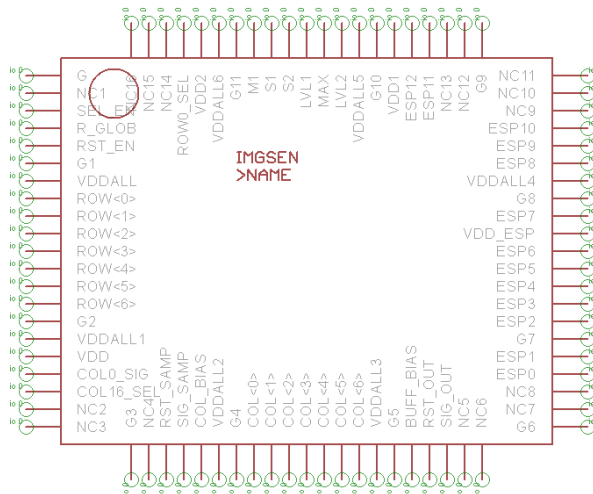 NC16
NC15
NC14
ROW0_SEL
VDD2
VDDALL6
G11
M1
S1
S2
LVL1
MAX
LVL2
VDDALL5
G10
VDD1
ESP12
ESP11
NC13
NC12
G9
G
NC1
SEL_EN
R_GLOB
RST_EN
G1
VDDALL
ROW<0>
ROW<1>
ROW<2>
ROW<3>
ROW<4>
ROW<5>
ROW<6>
G2
VDDALL1
VDD
COL0_SIG
COL16_SEL
NC2
NC3
IMGSEN
>NAME
NC11
NC10
NC9
ESP10
ESP9
ESP8
VDDALL4
G8
ESP7
VDD_ESP
ESP6
ESP5
ESP4
ESP3
ESP2
G7
ESP1
ESP0
NC8
NC7
G6
G3
NC4
RST_SAMP
SIG_SAMP
COL_BIAS
VDDALL2
G4
COL<0>
COL<1>
COL<2>
COL<3>
COL<4>
COL<5>
COL<6>
VDDALL3
G5
BUFF_BIAS
RST_OUT
SIG_OUT
NC5
NC6